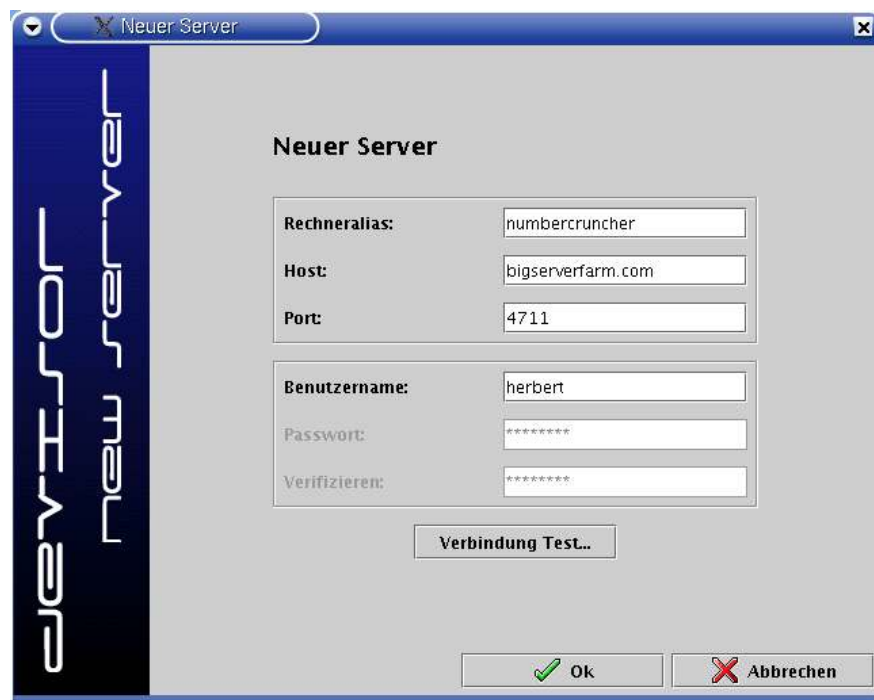 Neuer Server
devisor
new server
Neuer Server
Rechneralias: numbercruncher
Host: bigserverfarm.com
Port: 4711
Benutzername: herbert
Passwort: ********
Verifizieren: ********
Verbindung Test...
Ok
Abbrechen